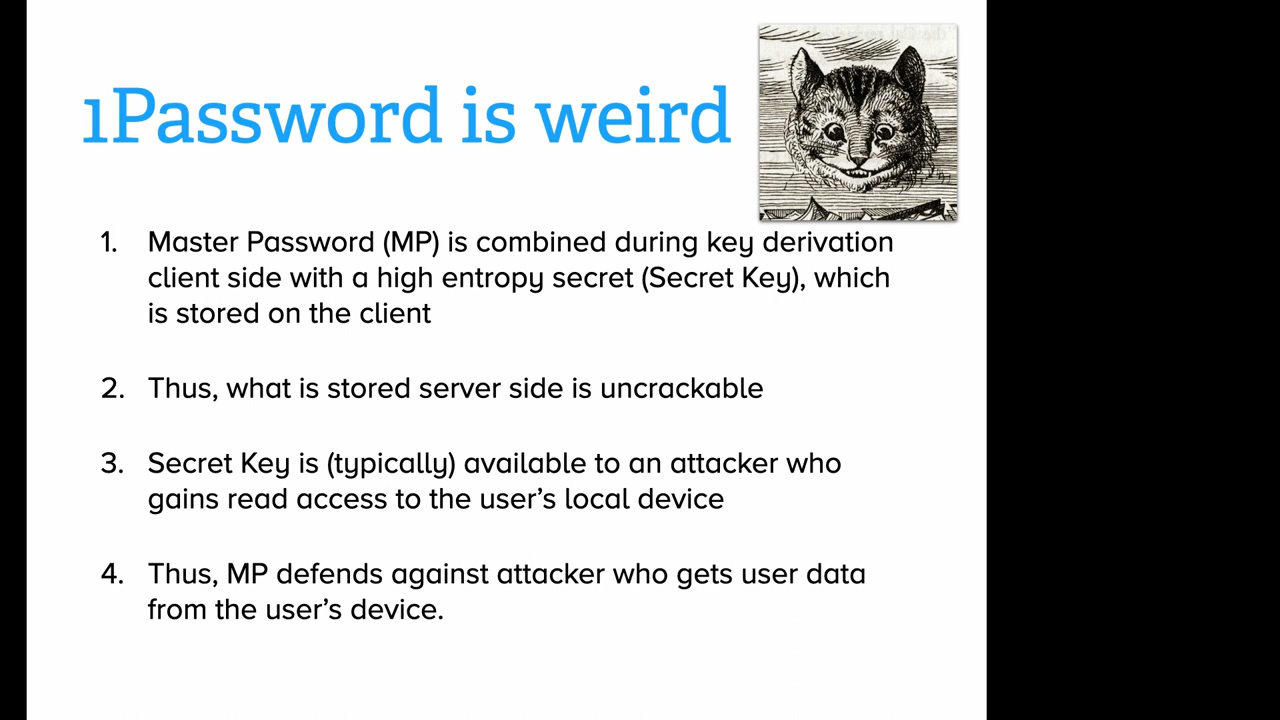 1Password is weird
1. Master Password (MP) is combined during key derivation
client side with a high entropy secret (Secret Key), which
is stored on the client
2. Thus, what is stored server side is uncrackable
3. Secret Key is (typically) available to an attacker who
gains read access to the user’s local device
4. Thus, MP defends against attacker who gets user data
from the user’s device.